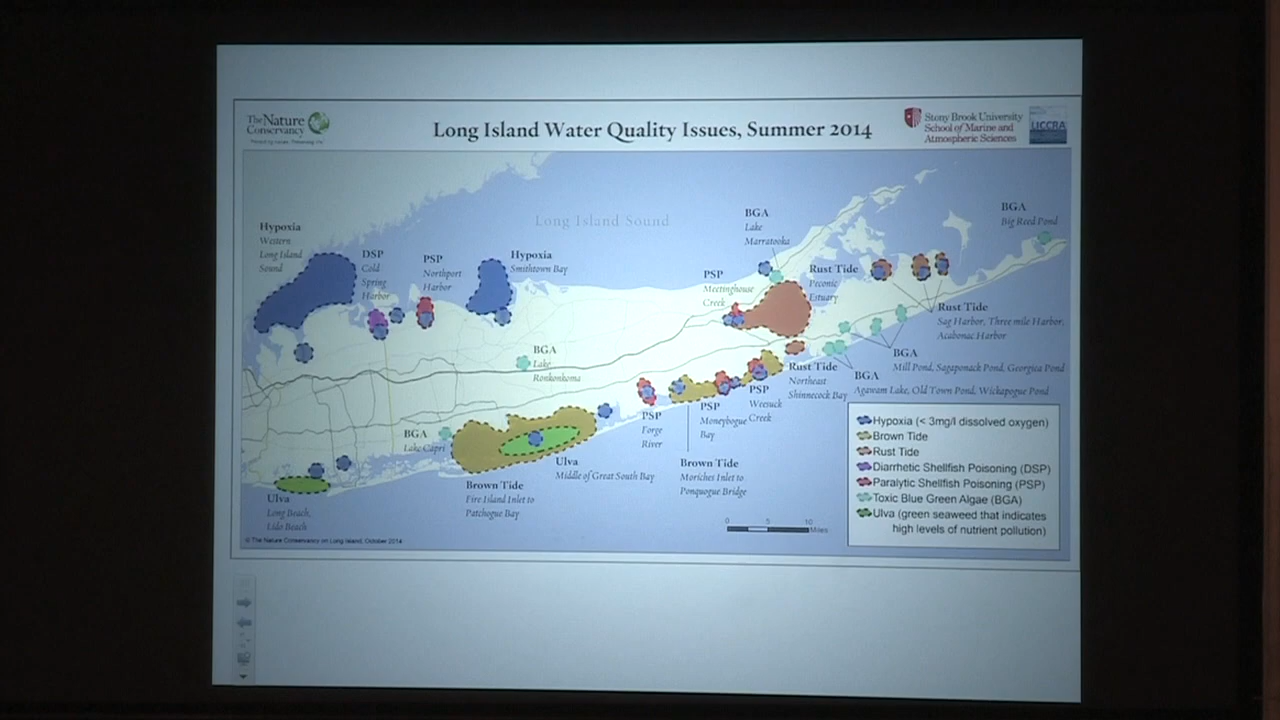 The Nature
Conservancy
Long Island Water Quality Issues, Summer 2014
Stony Brook University
School of Marine and
Atmospheric Sciences
LICCRA
Long Island Sound
Hypoxia
Western
Long Island
Sound
DSP
Cold
Spring
Harbor
PSP
Northport
Harbor
Hypoxia
Smithtown Bay
BGA
Lake
Marratooka
BGA
Big Reed Pond
PSP
Meetinghouse
Creek
Rust Tide
Peconic
Estuary
Rust Tide
Sag Harbor, Three mile Harbor,
Acabonac Harbor
BGA
Lake
Ronkonkoma
BGA
Mill Pond, Sagaponack Pond, Georgica Pond
Rust Tide
Northeast
Shinnecock Bay
BGA
Agawam Lake, Old Town Pond, Wickapogue Pond
PSP
Weesuck
Creek
PSP
Moneybogue
Bay
PSP
Forge
River
BGA
Lake Capri
Ulva
Middle of Great South Bay
Brown Tide
Moriches Inlet to
Ponquogue Bridge
Brown Tide
Fire Island Inlet to
Patchogue Bay
Ulva
Long Beach,
Lido Beach
Hypoxia (< 3mg/l dissolved oxygen)
Brown Tide
Rust Tide
Diarrhetic Shellfish Poisoning (DSP)
Paralytic Shellfish Poisoning (PSP)
Toxic Blue Green Algae (BGA)
Ulva (green seaweed that indicates
high levels of nutrient pollution)
0 5 10
Miles
© The Nature Conservancy on Long Island, October 2014